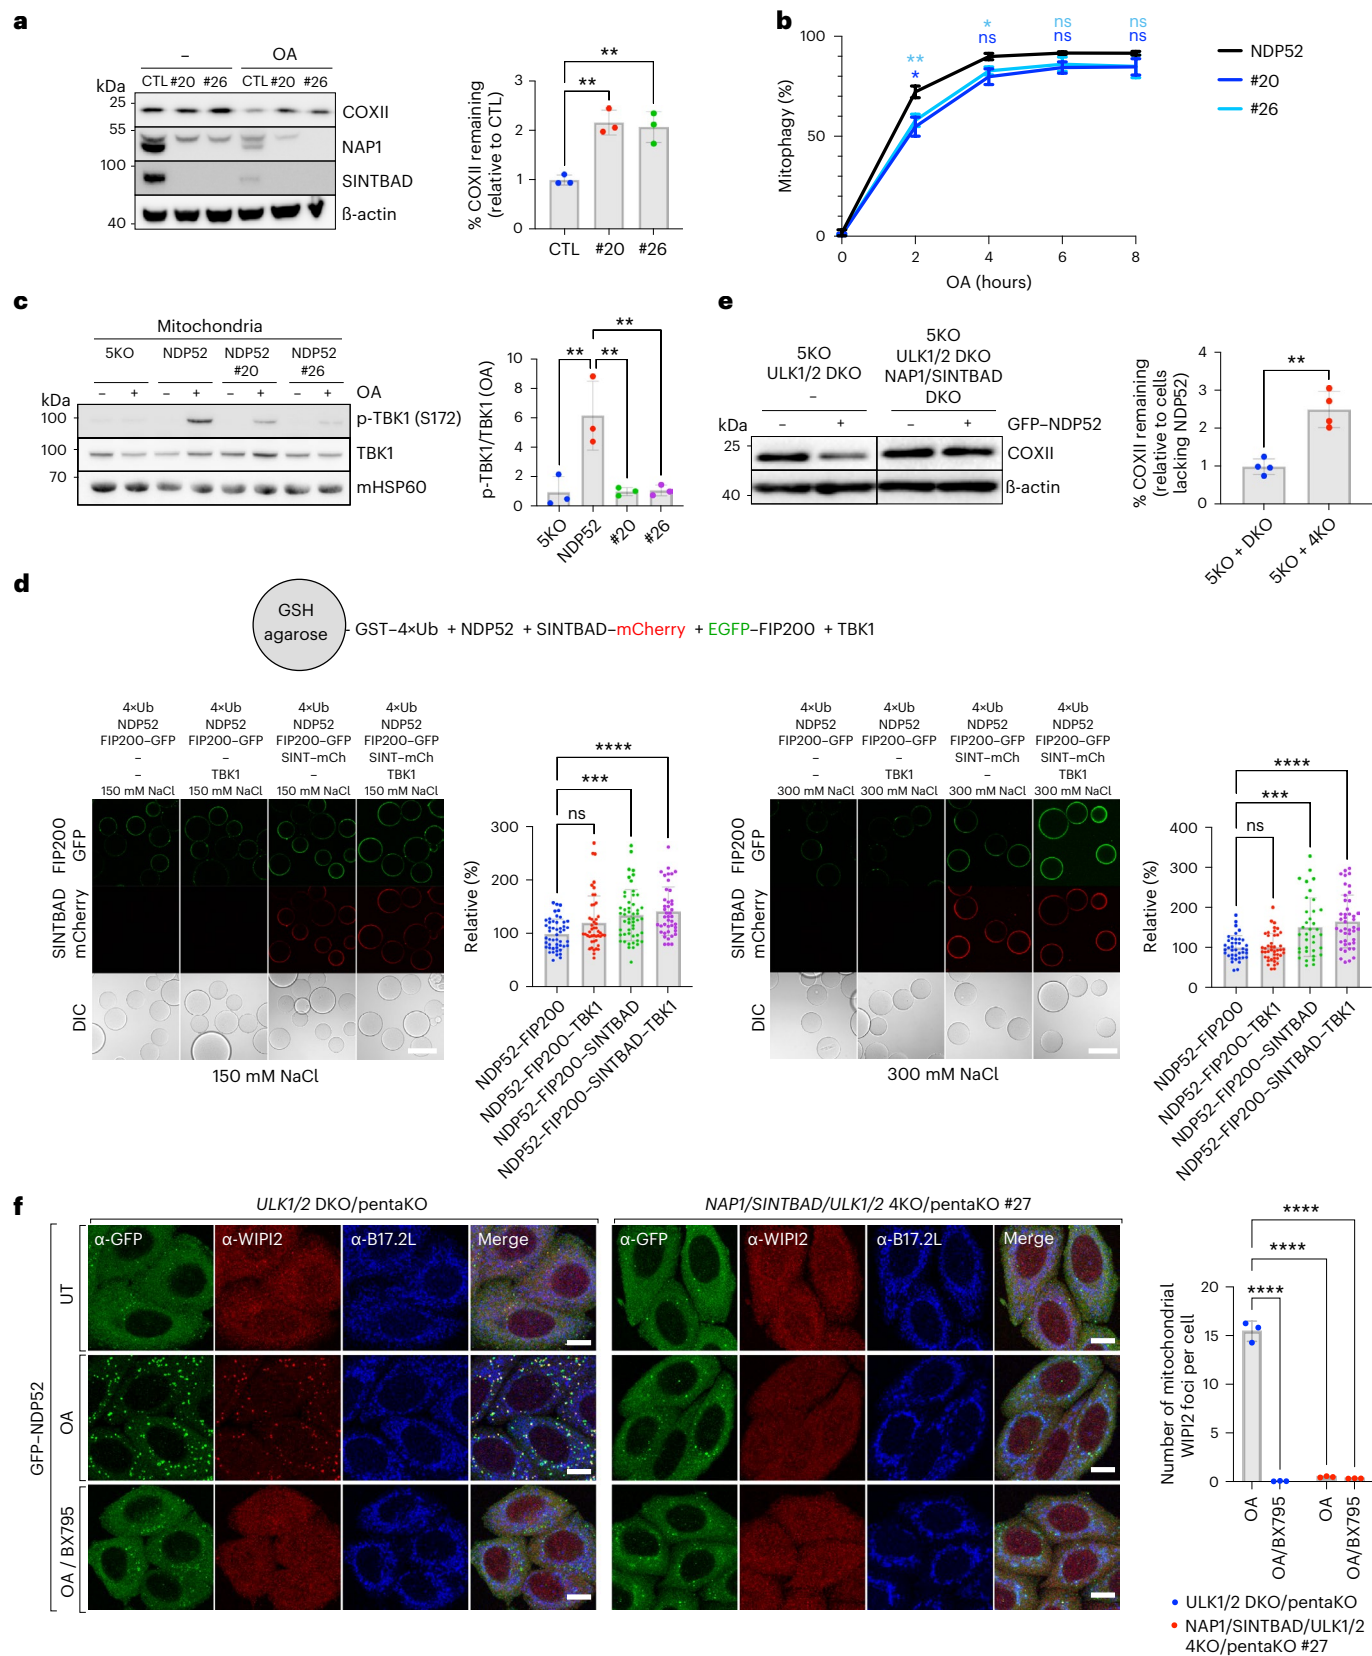 a
–
OA
kDa
CTL #20 #26 CTL #20 #26
25
COXII
55
NAP1
100
SINTBAD
40
ß-actin
% COXII remaining
(relative to CTL)
3
2
1
0
**
**
CTL #20 #26
b
Mitophagy (%)
100
50
0
**
*
*
ns
ns
ns
ns
ns
0 2 4 6 8
OA (hours)
NDP52
#20
#26
c
Mitochondria
5KO NDP52 NDP52 NDP52
#20 #26
– + – + – + – + OA
kDa
100
p-TBK1 (S172)
100
TBK1
70
mHSP60
p-TBK1/TBK1 (OA)
10
8
6
4
2
0
**
** **
5KO
NDP52
#20
#26
e
5KO
ULK1/2 DKO
–
5KO
ULK1/2 DKO
NAP1/SINTBAD
DKO
kDa – + – + GFP–NDP52
25
COXII
40
ß-actin
% COXII remaining
(relative to cells
lacking NDP52)
4
3
2
1
0
**
5KO + DKO
5KO + 4KO
d
GSH
agarose
GST–4×Ub + NDP52 + SINTBAD–mCherry + EGFP–FIP200 + TBK1
4×Ub 4×Ub 4×Ub 4×Ub
NDP52 NDP52 NDP52 NDP52
FIP200–GFP FIP200–GFP FIP200–GFP FIP200–GFP
– – SINT–mCh SINT–mCh
– TBK1 – TBK1
150 mM NaCl 150 mM NaCl 150 mM NaCl 150 mM NaCl
FIP200
GFP
SINTBAD
mCherry
DIC
150 mM NaCl
Relative (%)
300
200
100
0
****
***
ns
NDP52–FIP200
NDP52–FIP200–TBK1
NDP52–FIP200–SINTBAD
NDP52–FIP200–SINTBAD–TBK1
4×Ub 4×Ub 4×Ub 4×Ub
NDP52 NDP52 NDP52 NDP52
FIP200–GFP FIP200–GFP FIP200–GFP FIP200–GFP
– – SINT–mCh SINT–mCh
– TBK1 – TBK1
300 mM NaCl 300 mM NaCl 300 mM NaCl 300 mM NaCl
FIP200
GFP
SINTBAD
mCherry
DIC
300 mM NaCl
Relative (%)
400
300
200
100
0
****
***
ns
NDP52–FIP200
NDP52–FIP200–TBK1
NDP52–FIP200–SINTBAD
NDP52–FIP200–SINTBAD–TBK1
f
ULK1/2 DKO/pentaKO
NAP1/SINTBAD/ULK1/2 4KO/pentaKO #27
α-GFP α-WIPI2 α-B17.2L Merge
α-GFP α-WIPI2 α-B17.2L Merge
GFP–NDP52
UT
OA
OA / BX795
Number of mitochondrial
WIPI2 foci per cell
20
15
10
5
0
****
****
****
OA
OA/BX795
OA
OA/BX795
ULK1/2 DKO/pentaKO
NAP1/SINTBAD/ULK1/2
4KO/pentaKO #27